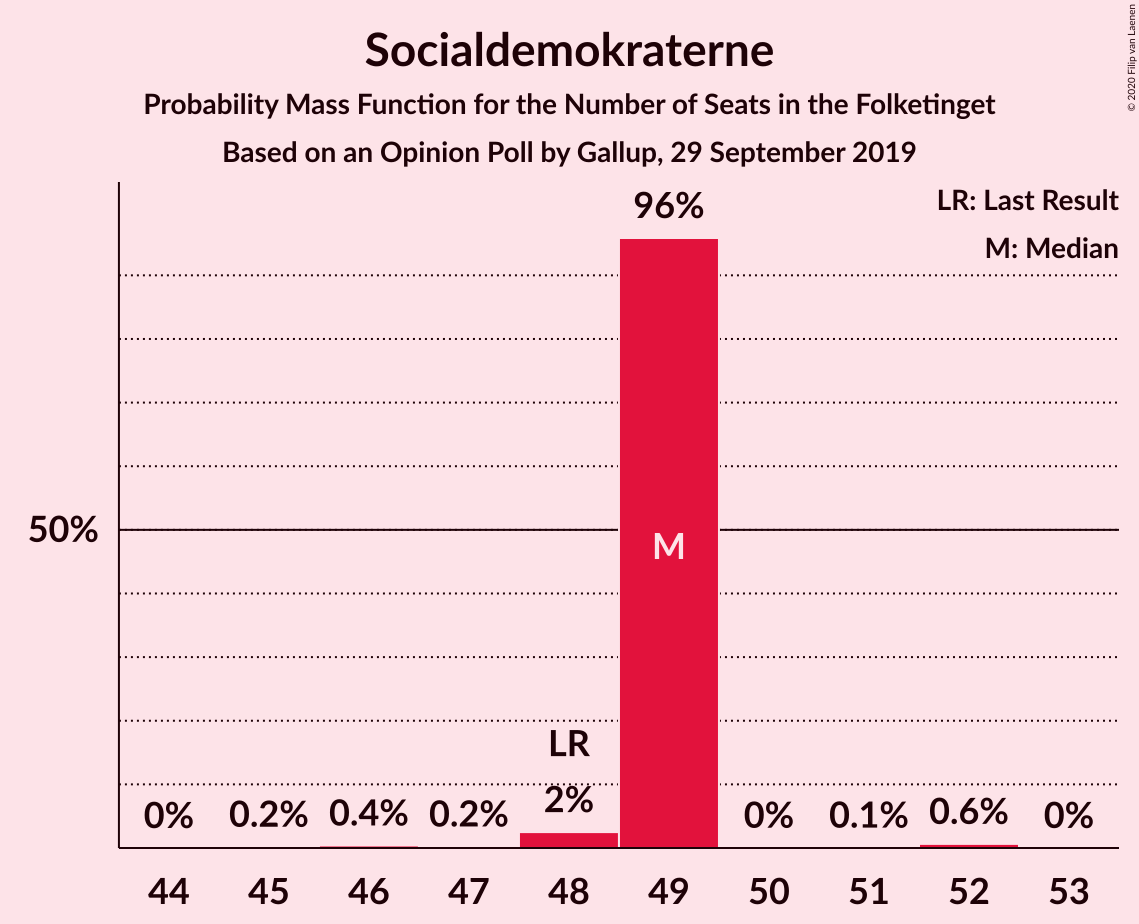 Socialdemokraterne
Probability Mass Function for the Number of Seats in the Folketinget
Based on an Opinion Poll by Gallup, 29 September 2019
© 2020 Filip van Laenen
LR: Last Result
M: Median
96%
50%
M
LR
0% 0.2% 0.4% 0.2% 2% 0% 0.1% 0.6% 0%
44 45 46 47 48 49 50 51 52 53